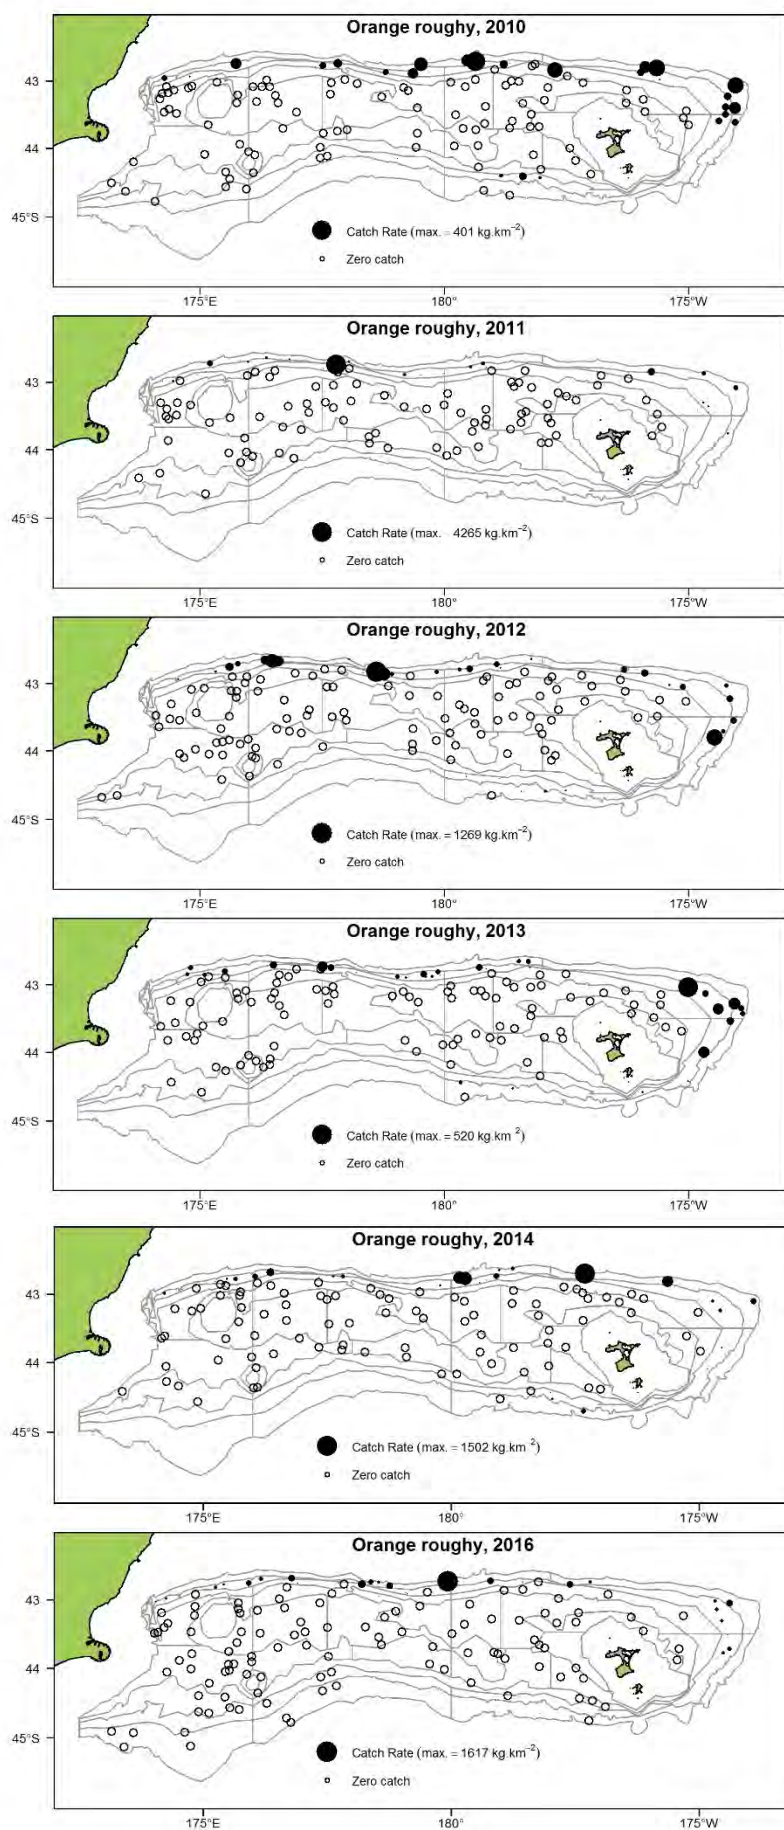 Orange roughy, 2010
43
44
45°S
Catch Rate (max. = 401 kg.km−2)
Zero catch
175°E 180° 175°W
Orange roughy, 2011
43
44
45°S
Catch Rate (max. 4265 kg.km−2)
Zero catch
175°E 180° 175°W
Orange roughy, 2012
43
44
45°S
Catch Rate (max. = 1269 kg.km−2)
Zero catch
175°E 180° 175°W
Orange roughy, 2013
43
44
45°S
Catch Rate (max. = 520 kg.km 2)
Zero catch
175°E 180° 175°W
Orange roughy, 2014
43
44
45°S
Catch Rate (max. = 1502 kg.km 2)
Zero catch
175°E 180° 175°W
Orange roughy, 2016
43
44
45°S
Catch Rate (max. = 1617 kg.km−2)
Zero catch
175°E 180° 175°W